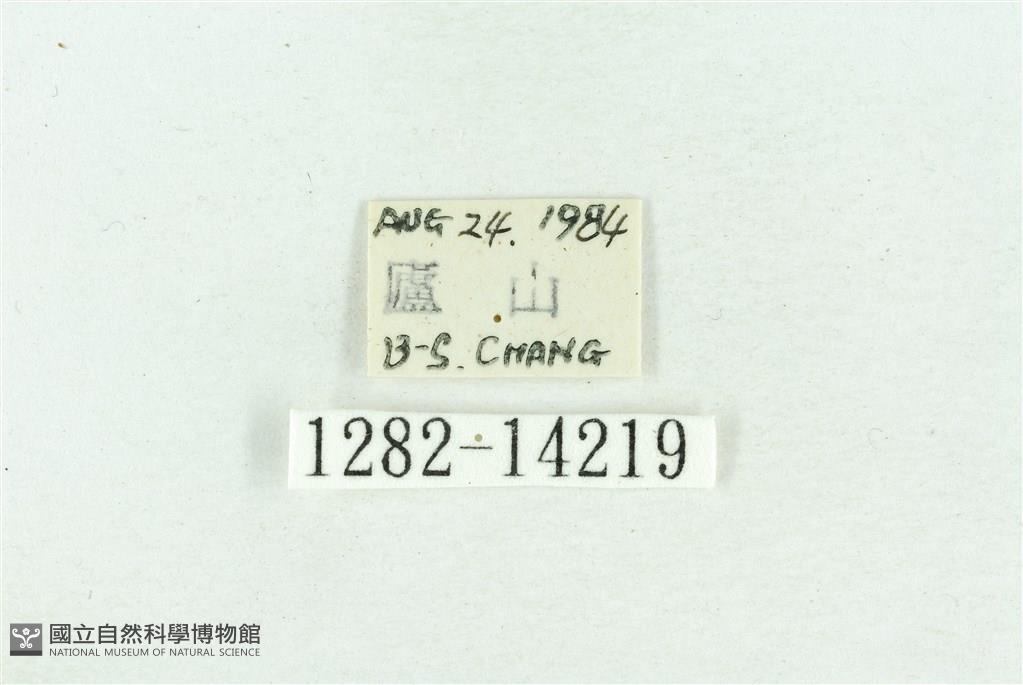 AUG 24. 1984
廬 山
B-S. CHANG
1282-14219
國立自然科學博物館
NATIONAL MUSEUM OF NATURAL SCIENCE